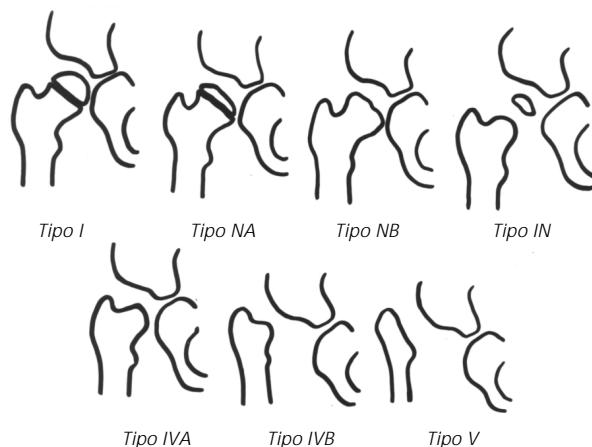 Tipo I
Tipo NA
Tipo NB
Tipo IN
Tipo IVA
Tipo IVB
Tipo V